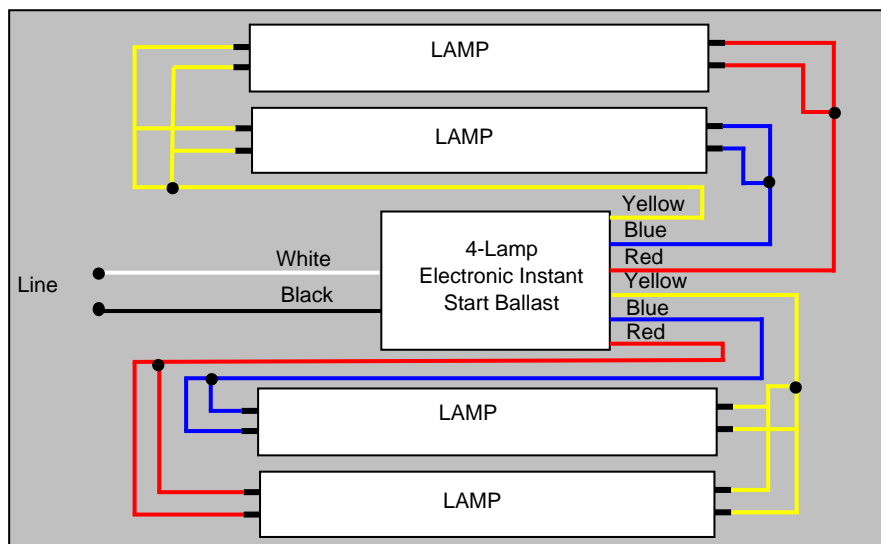 LAMP
LAMP
Yellow
Blue
Red
Yellow
Blue
Red
4-Lamp
Electronic Instant
Start Ballast
White
Line
Black
LAMP
LAMP